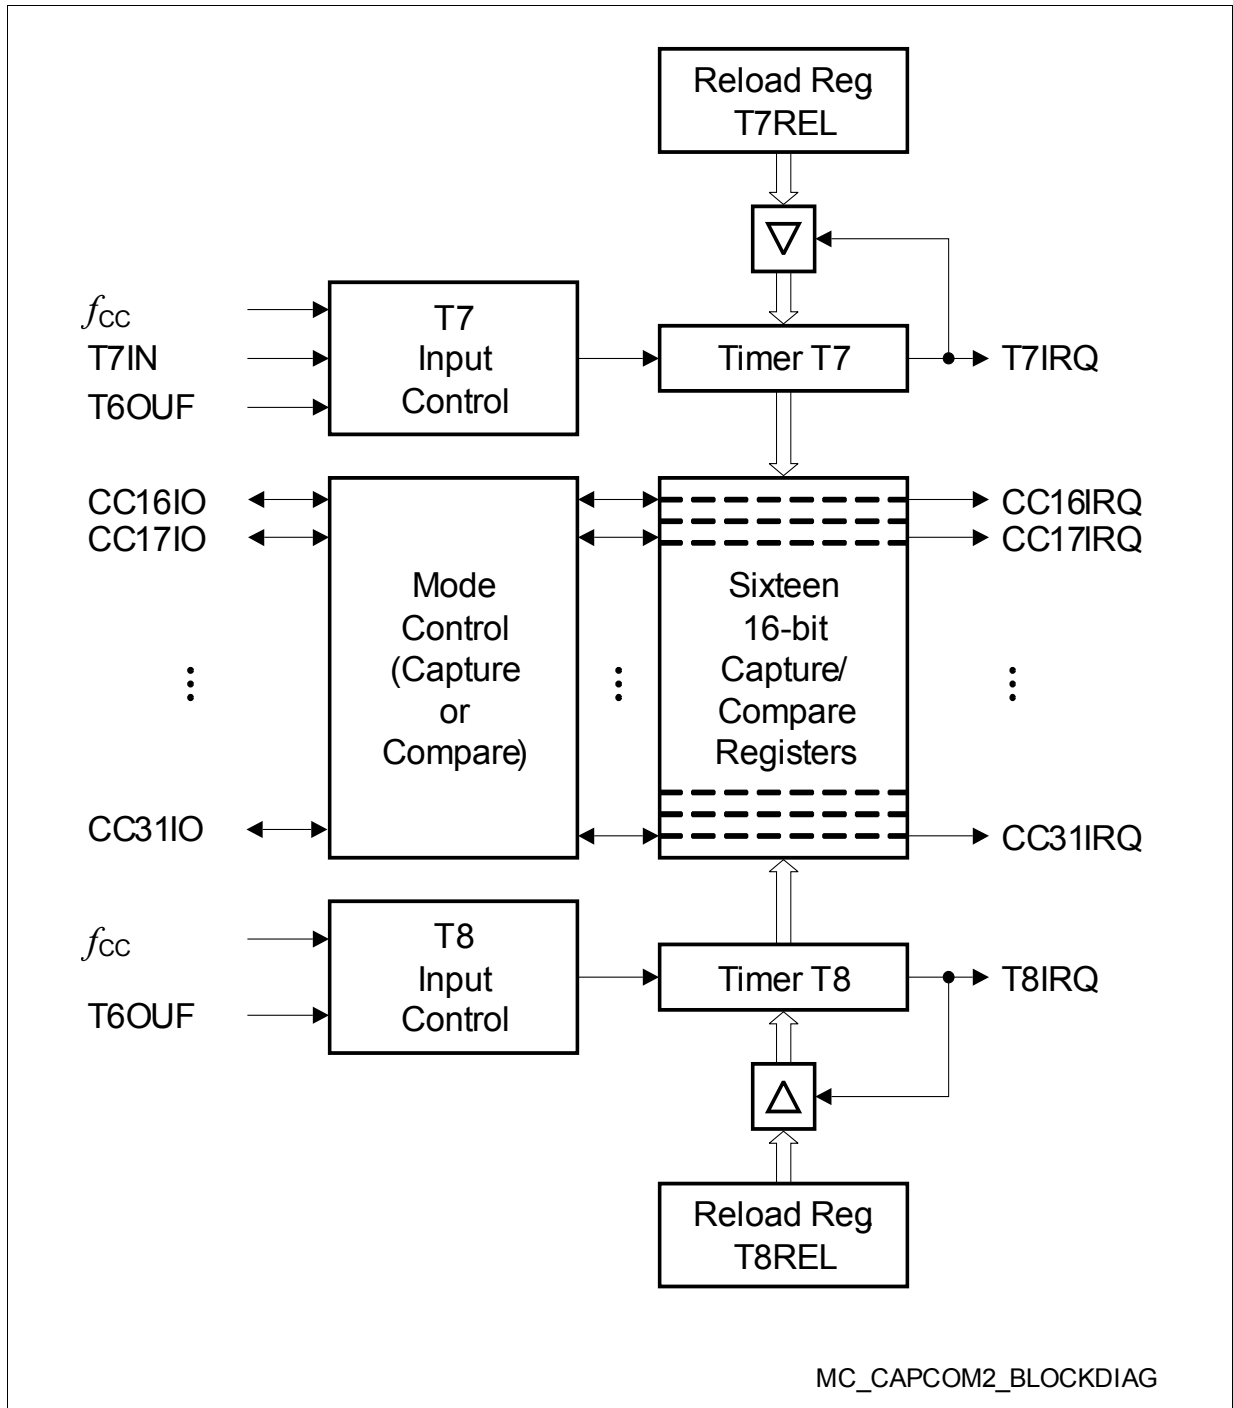 Reload Reg
T7REL
fCC
T7IN
T6OUF
T7
Input
Control
Timer T7
T7IRQ
CC16IO
CC17IO
CC31IO
Mode
Control
(Capture
or
Compare)
Sixteen
16-bit
Capture/
Compare
Registers
CC16IRQ
CC17IRQ
CC31IRQ
fCC
T6OUF
T8
Input
Control
Timer T8
T8IRQ
Reload Reg
T8REL
MC_CAPCOM2_BLOCKDIAG